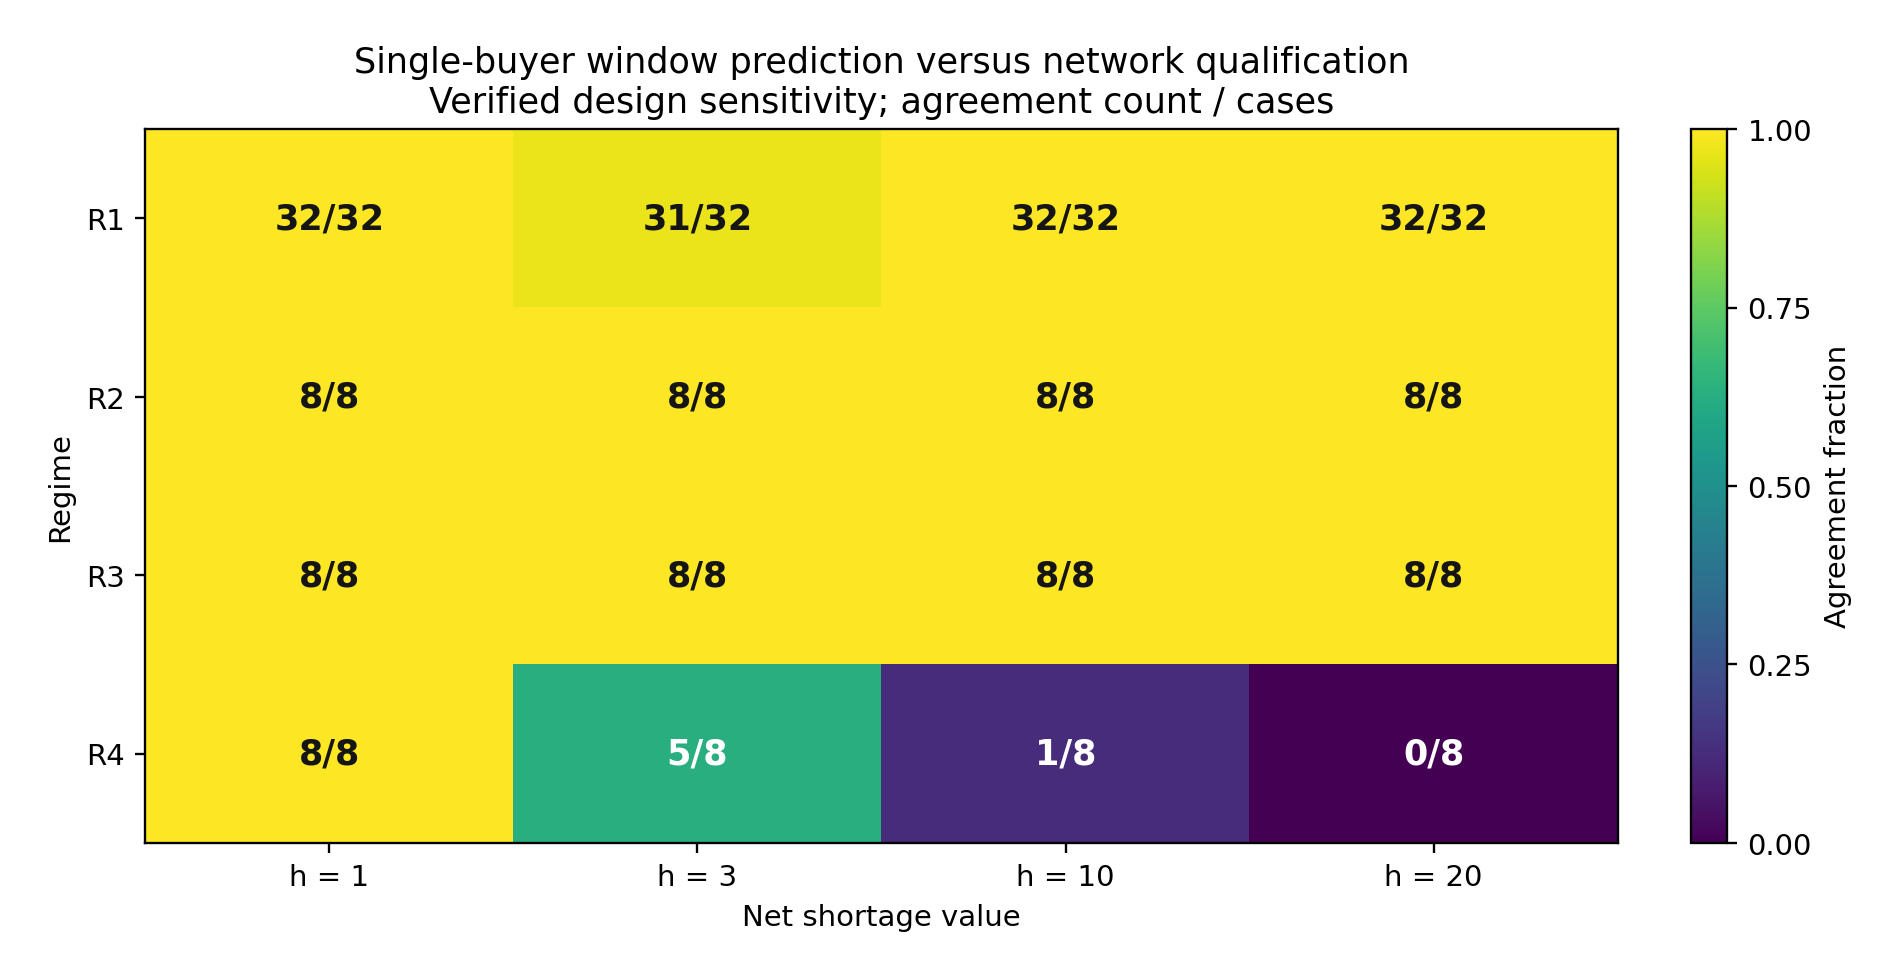 Single-buyer window prediction versus network qualification
Verified design sensitivity; agreement count / cases
R1
32/32
31/32
32/32
32/32
R2
8/8
8/8
8/8
8/8
R3
8/8
8/8
8/8
8/8
R4
8/8
5/8
1/8
0/8
Regime
h = 1
h = 3
h = 10
h = 20
Net shortage value
1.00
0.75
0.50
0.25
0.00
Agreement fraction